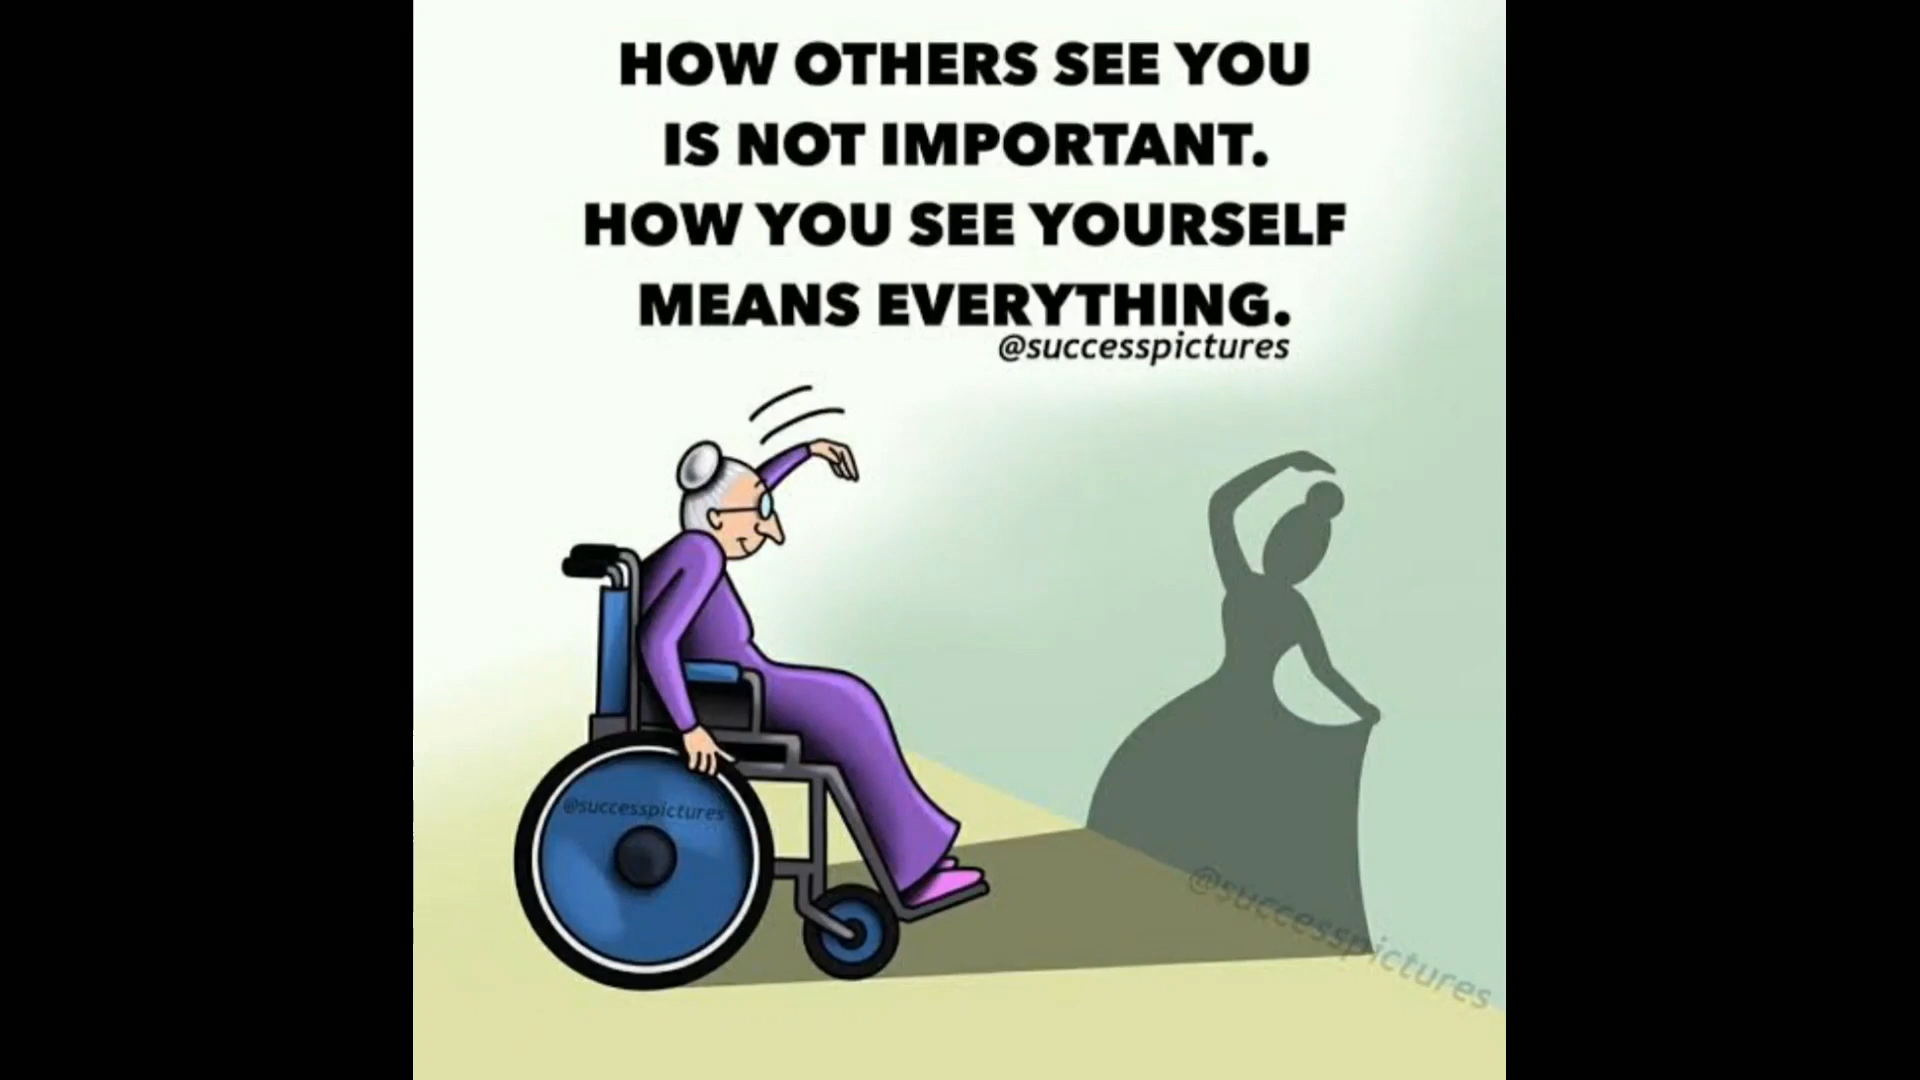 HOW OTHERS SEE YOU
IS NOT IMPORTANT.
HOW YOU SEE YOURSELF
MEANS EVERYTHING.
@successpictures
@successpictures
@successpictures